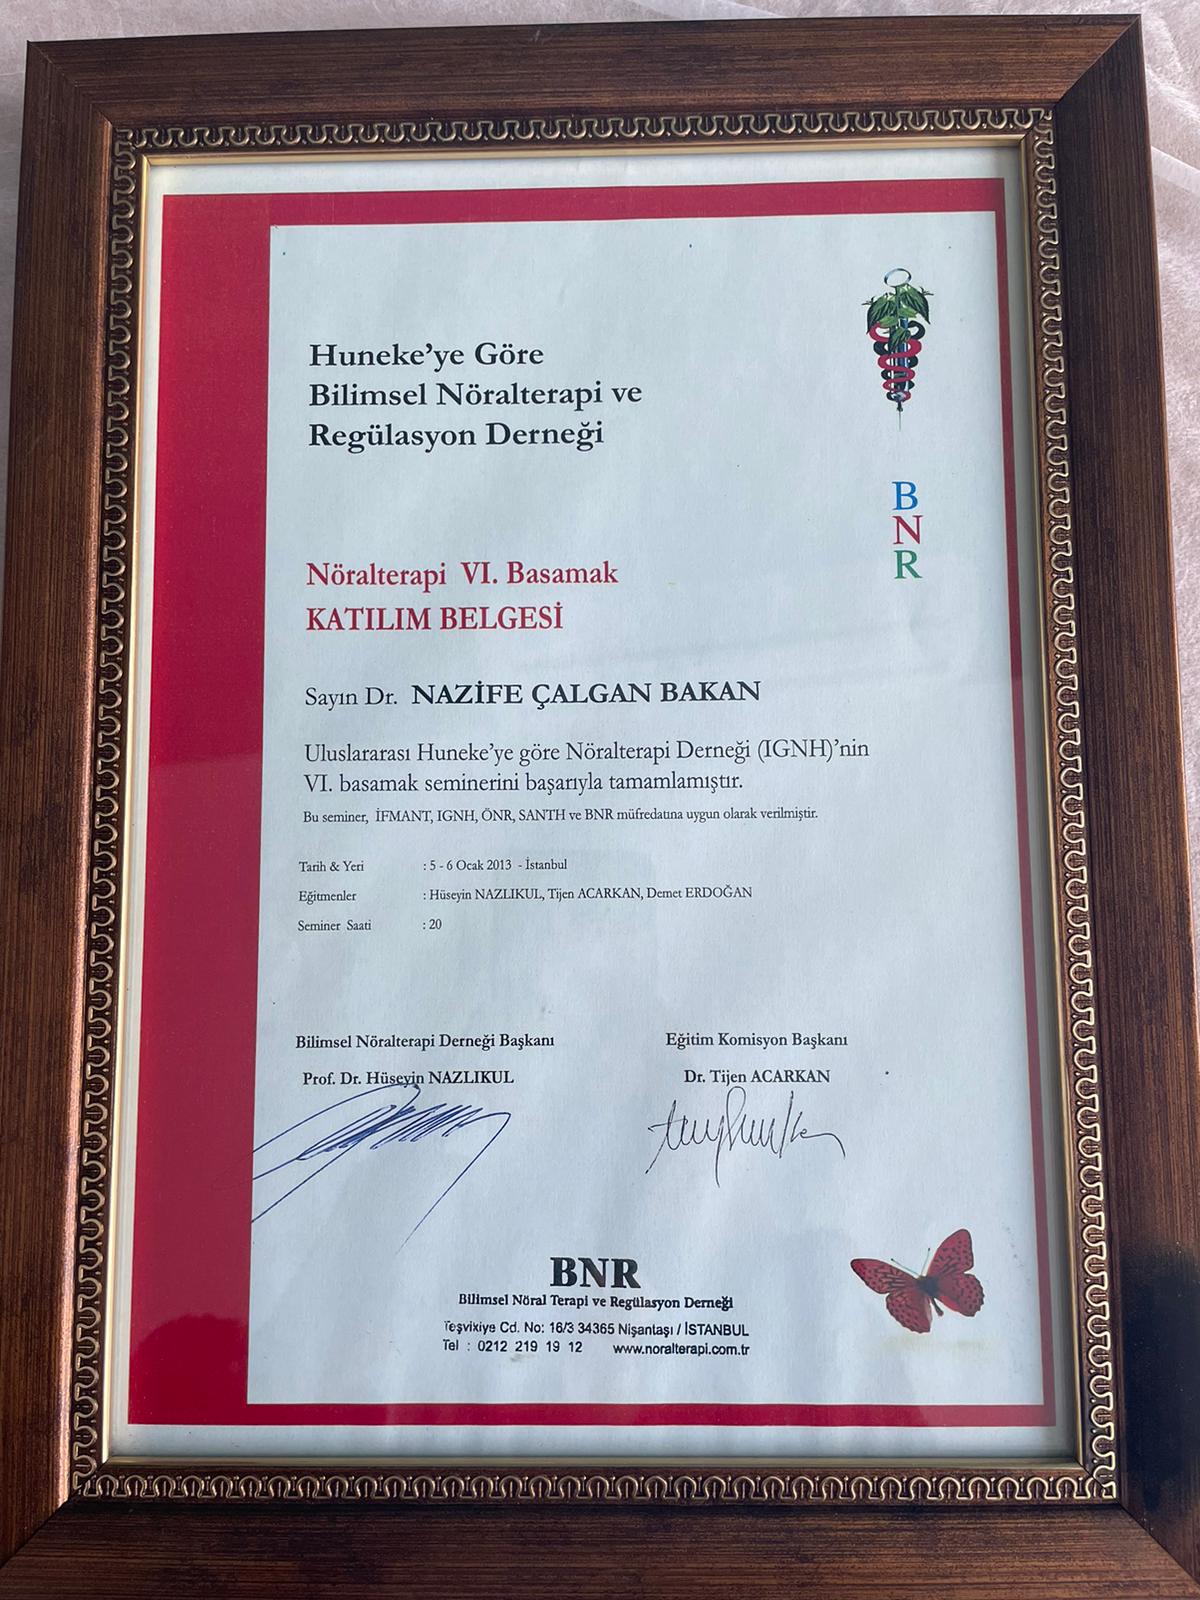 Huneke’ye Göre
Bilimsel Nöralterapi ve
Regülasyon Derneği
B
N
R
Nöralterapi VI. Basamak
KATILIM BELGESİ
Sayın Dr. NAZİFE ÇALGAN BAKAN
Uluslararası Huneke’ye göre Nöralterapi Derneği (IGNH)’nin
VI. basamak seminerini başarıyla tamamlamıştır.
Bu seminer, İFMANT, IGNH, ÖNR, SANTH ve BNR müfredatına uygun olarak verilmiştir.
Tarih & Yeri : 5 - 6 Ocak 2013 - İstanbul
Eğitmenler : Hüseyin NAZLIKUL, Tijen ACARKAN, Demet ERDOĞAN
Seminer Saati : 20
Bilimsel Nöralterapi Derneği Başkanı
Prof. Dr. Hüseyin NAZLIKUL
Eğitim Komisyon Başkanı
Dr. Tijen ACARKAN
BNR
Bilimsel Nöral Terapi ve Regülasyon Derneği
Teşvikiye Cd. No: 16/3 34365 Nişantaşı / İSTANBUL
Tel : 0212 219 19 12 www.noralterapi.com.tr